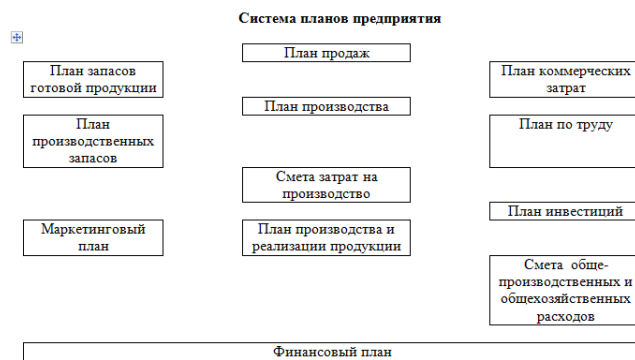 Система планов предприятия
План продаж
План запасов
готовой продукции
План коммерческих
затрат
План производства
План
производственных
запасов
План по труду
Смета затрат на
производство
План инвестиций
Маркетинговый
план
План производства и
реализации продукции
Смета обще-
производственных и
общехозяйственных
расходов
Финансовый план